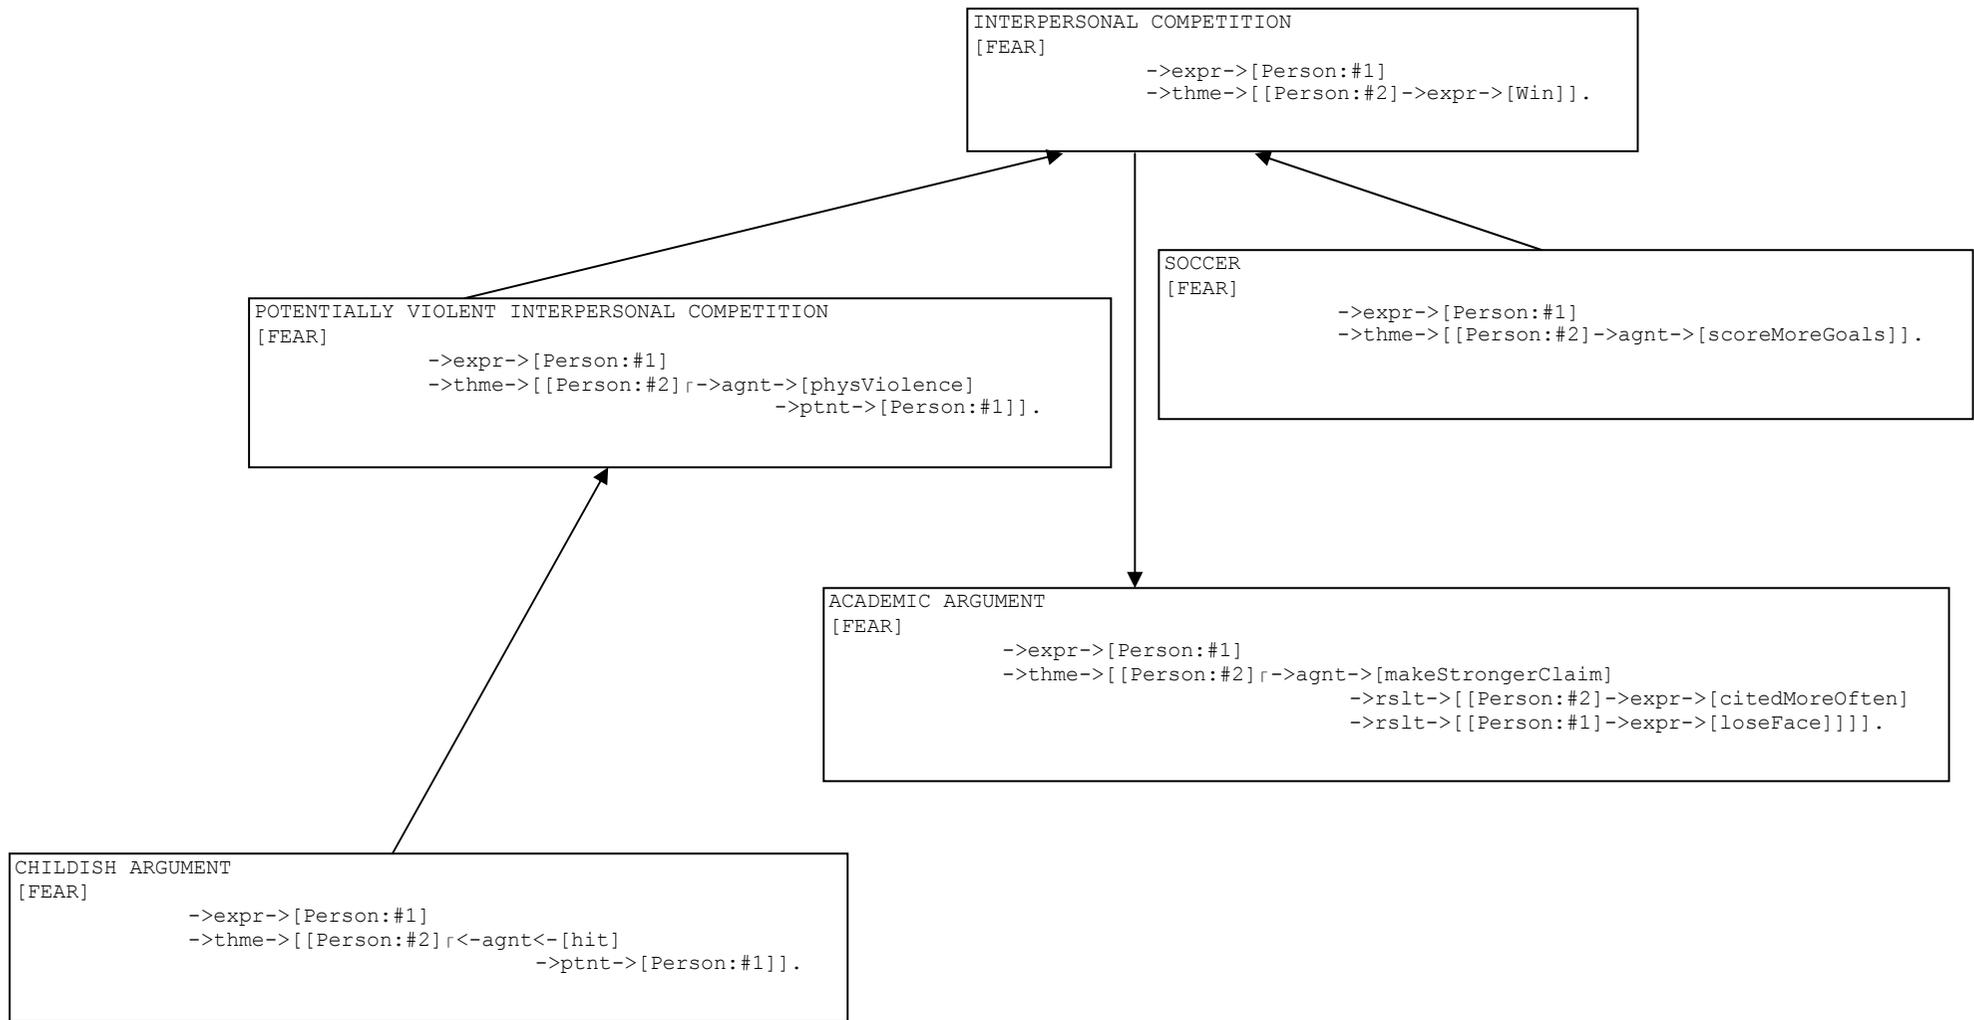 INTERPERSONAL COMPETITION
[FEAR]
->expr->[Person:#1]
->thme->[[Person:#2]->expr->[Win]].
SOCCER
[FEAR]
->expr->[Person:#1]
->thme->[[Person:#2]->agnt->[scoreMoreGoals]].
POTENTIALLY VIOLENT INTERPERSONAL COMPETITION
[FEAR]
->expr->[Person:#1]
->thme->[[Person:#2]┌->agnt->[physViolence]
->ptnt->[Person:#1]].
ACADEMIC ARGUMENT
[FEAR]
->expr->[Person:#1]
->thme->[[Person:#2]┌->agnt->[makeStrongerClaim]
->rslt->[[Person:#2]->expr->[citedMoreOften]
->rslt->[[Person:#1]->expr->[loseFace]]]].
CHILDISH ARGUMENT
[FEAR]
->expr->[Person:#1]
->thme->[[Person:#2]┌<-agnt<-[hit]
->ptnt->[Person:#1]].